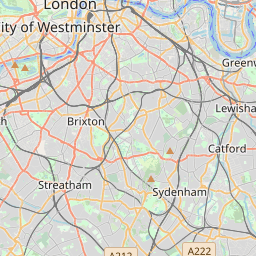 London
City of Westminster
Greenw
Lewisha
Brixton
Catford
Streatham
Sydenham
A212
A222